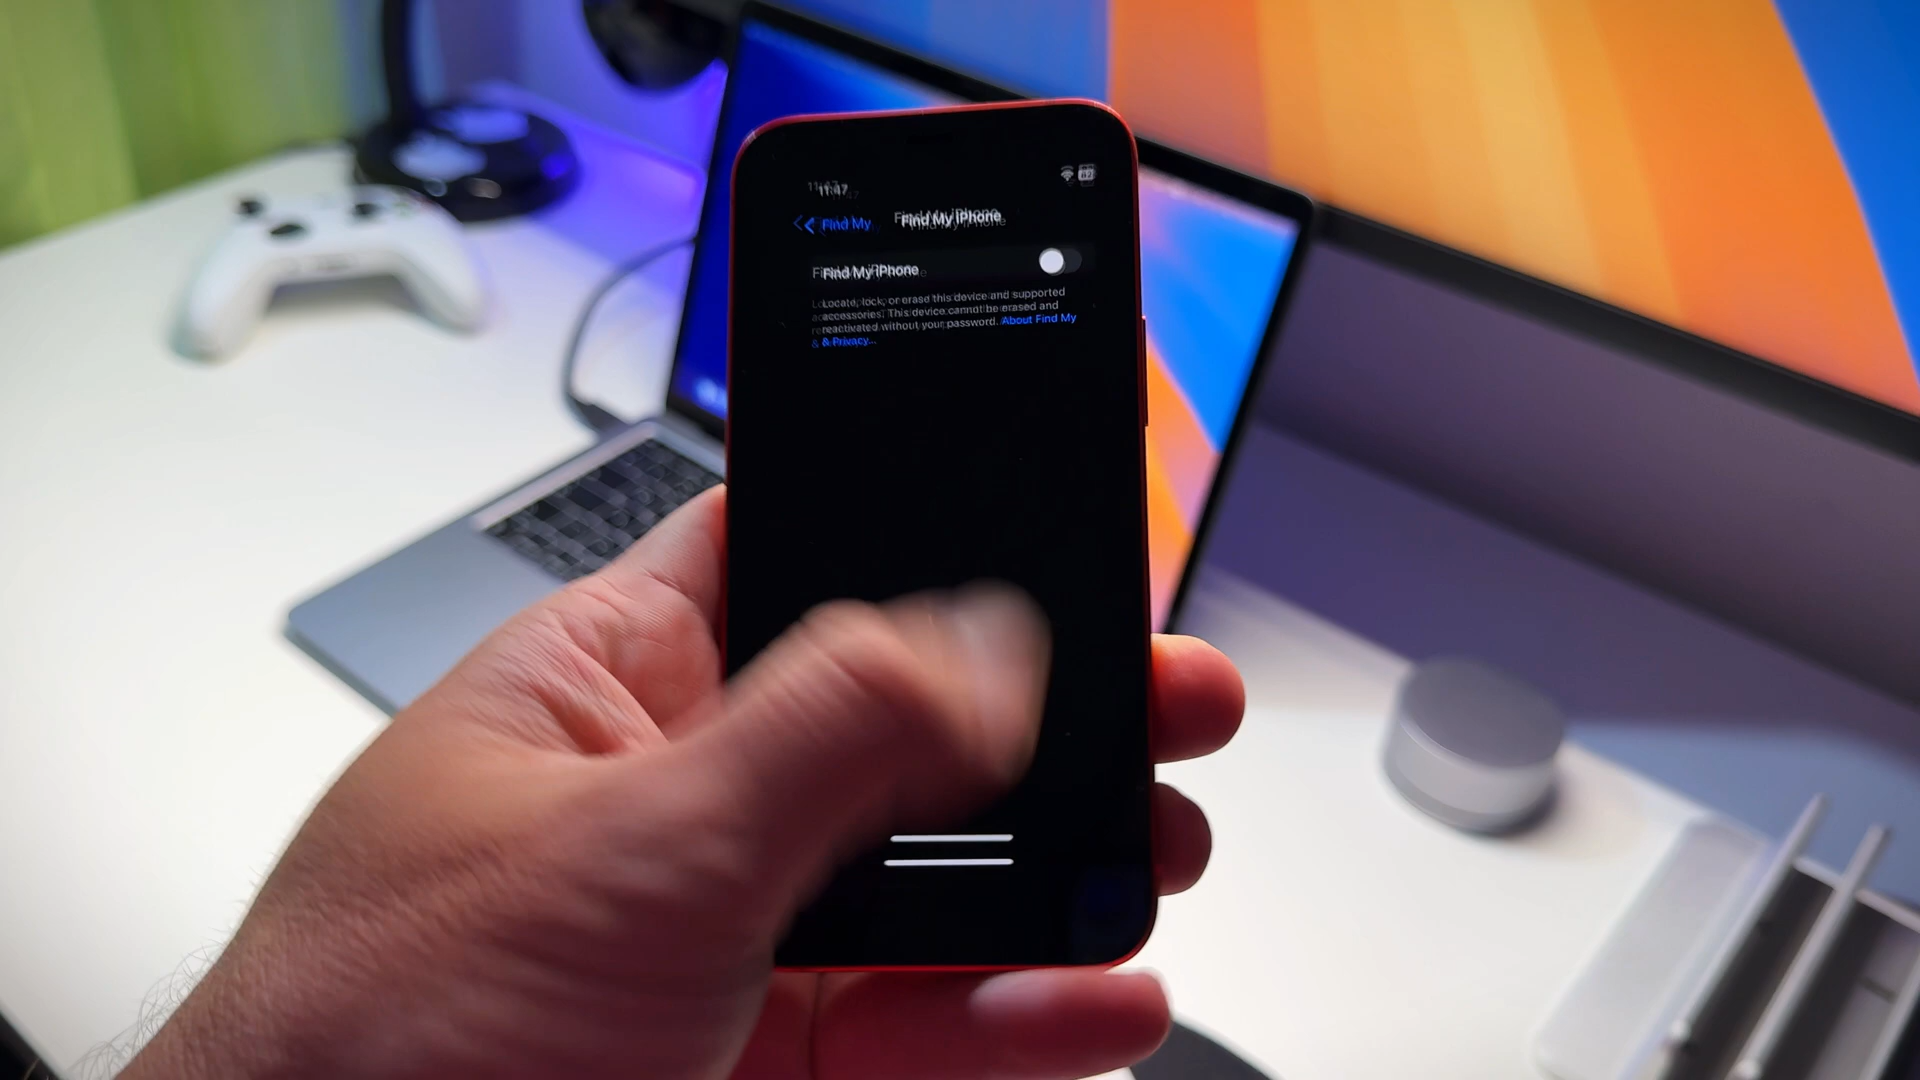 11:47
Find My
Find My iPhone
Find My iPhone
Locate, lock, or erase this device and supported
accessories. This device cannot be erased and
reactivated without your password. About Find My
& Privacy...